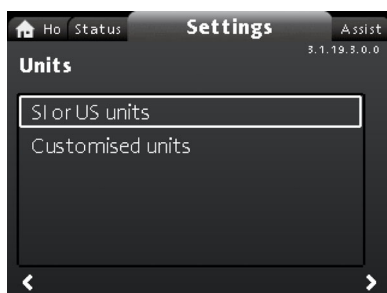 Ho Status Settings Assist
3.1.19.3.0.0
Units
SI or US units
Customised units